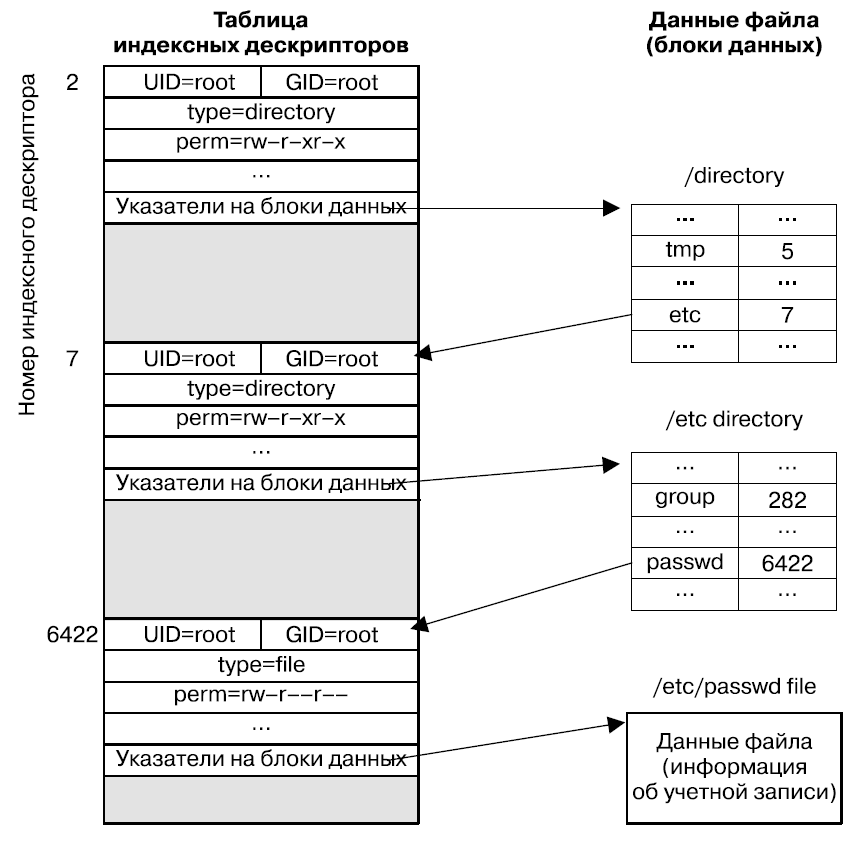 Таблица
индексных дескрипторов
Данные файла
(блоки данных)
Номер индексного дескриптора
2
UID=root GID=root
type=directory
perm=rw–r–xr–x
...
Указатели на блоки данных
/directory
... ...
tmp 5
... ...
etc 7
... ...
7
UID=root GID=root
type=directory
perm=rw–r–xr–x
...
Указатели на блоки данных
/etc directory
... ...
group 282
... ...
passwd 6422
... ...
6422
UID=root GID=root
type=file
perm=rw–r––r––
...
Указатели на блоки данных
/etc/passwd file
Данные файла
(информация
об учетной записи)